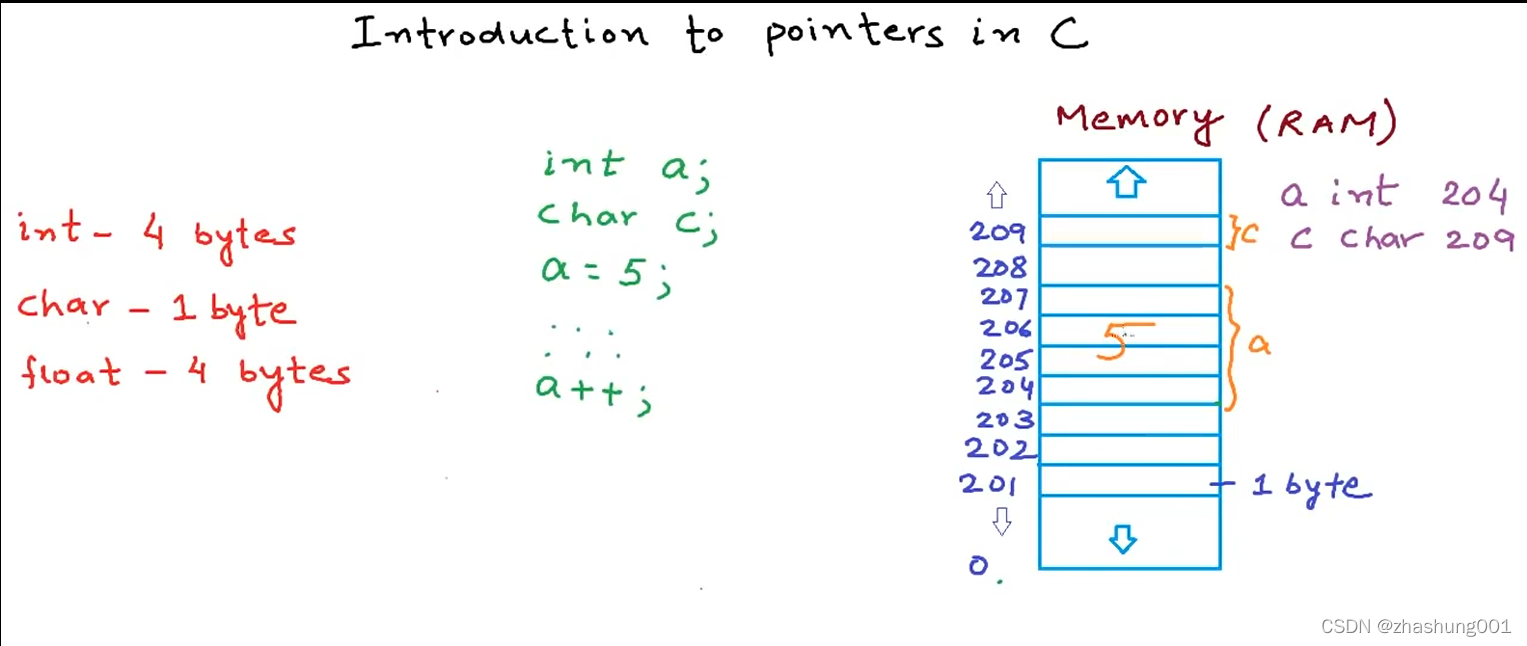 Introduction to pointers in C
int - 4 bytes
char - 1 byte
float - 4 bytes
int a;
char c;
a = 5;
. . .
. . .
a++;
Memory (RAM)
209
208
207
206
205
204
203
202
201
0
5
}c
}a
1 byte
a int 204
c char 209
CSDN @zhashung001